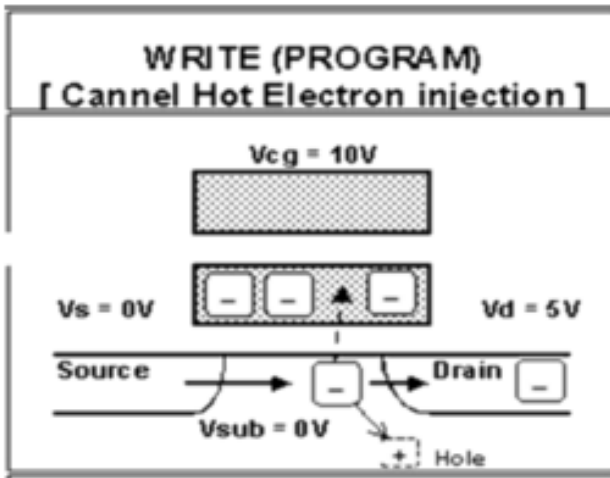 WRITE (PROGRAM)
[ Cannel Hot Electron injection ]
Vcg = 10V
– – –
Vs = 0V
Vd = 5V
Source
–
Drain
–
Vsub = 0V
+
Hole